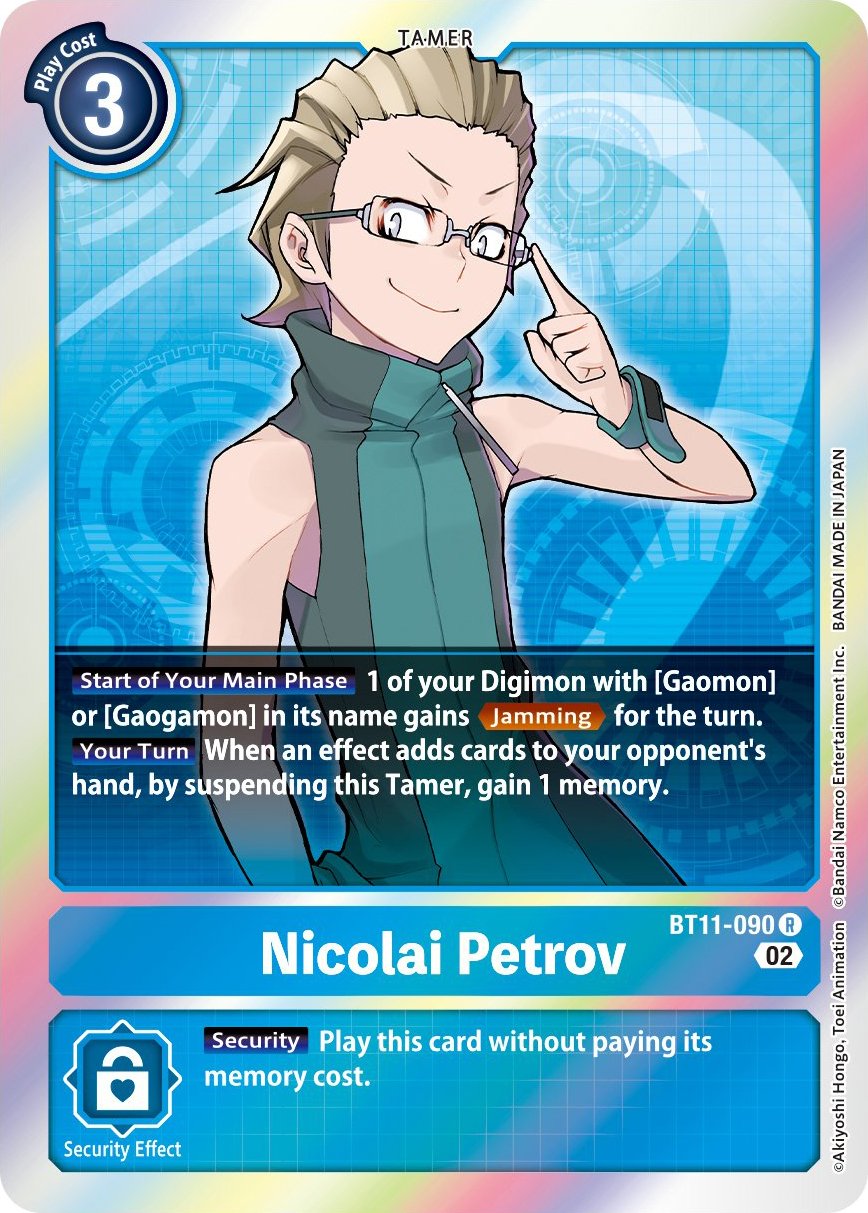 TAMER
Play Cost
3
Start of Your Main Phase 1 of your Digimon with [Gaomon]
or [Gaogamon] in its name gains Jamming for the turn.
Your Turn When an effect adds cards to your opponent's
hand, by suspending this Tamer, gain 1 memory.
BT11-090 R
Nicolai Petrov
02
Security Play this card without paying its
memory cost.
Security Effect
©Akiyoshi Hongo, Toei Animation ©Bandai Namco Entertainment Inc. BANDAI MADE IN JAPAN